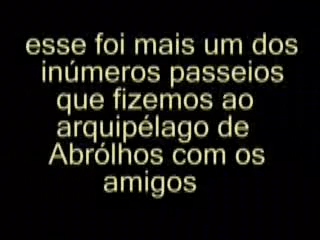 esse foi mais um dos
inúmeros passeios
que fizemos ao
arquipélago de
Abrólhos com os
amigos